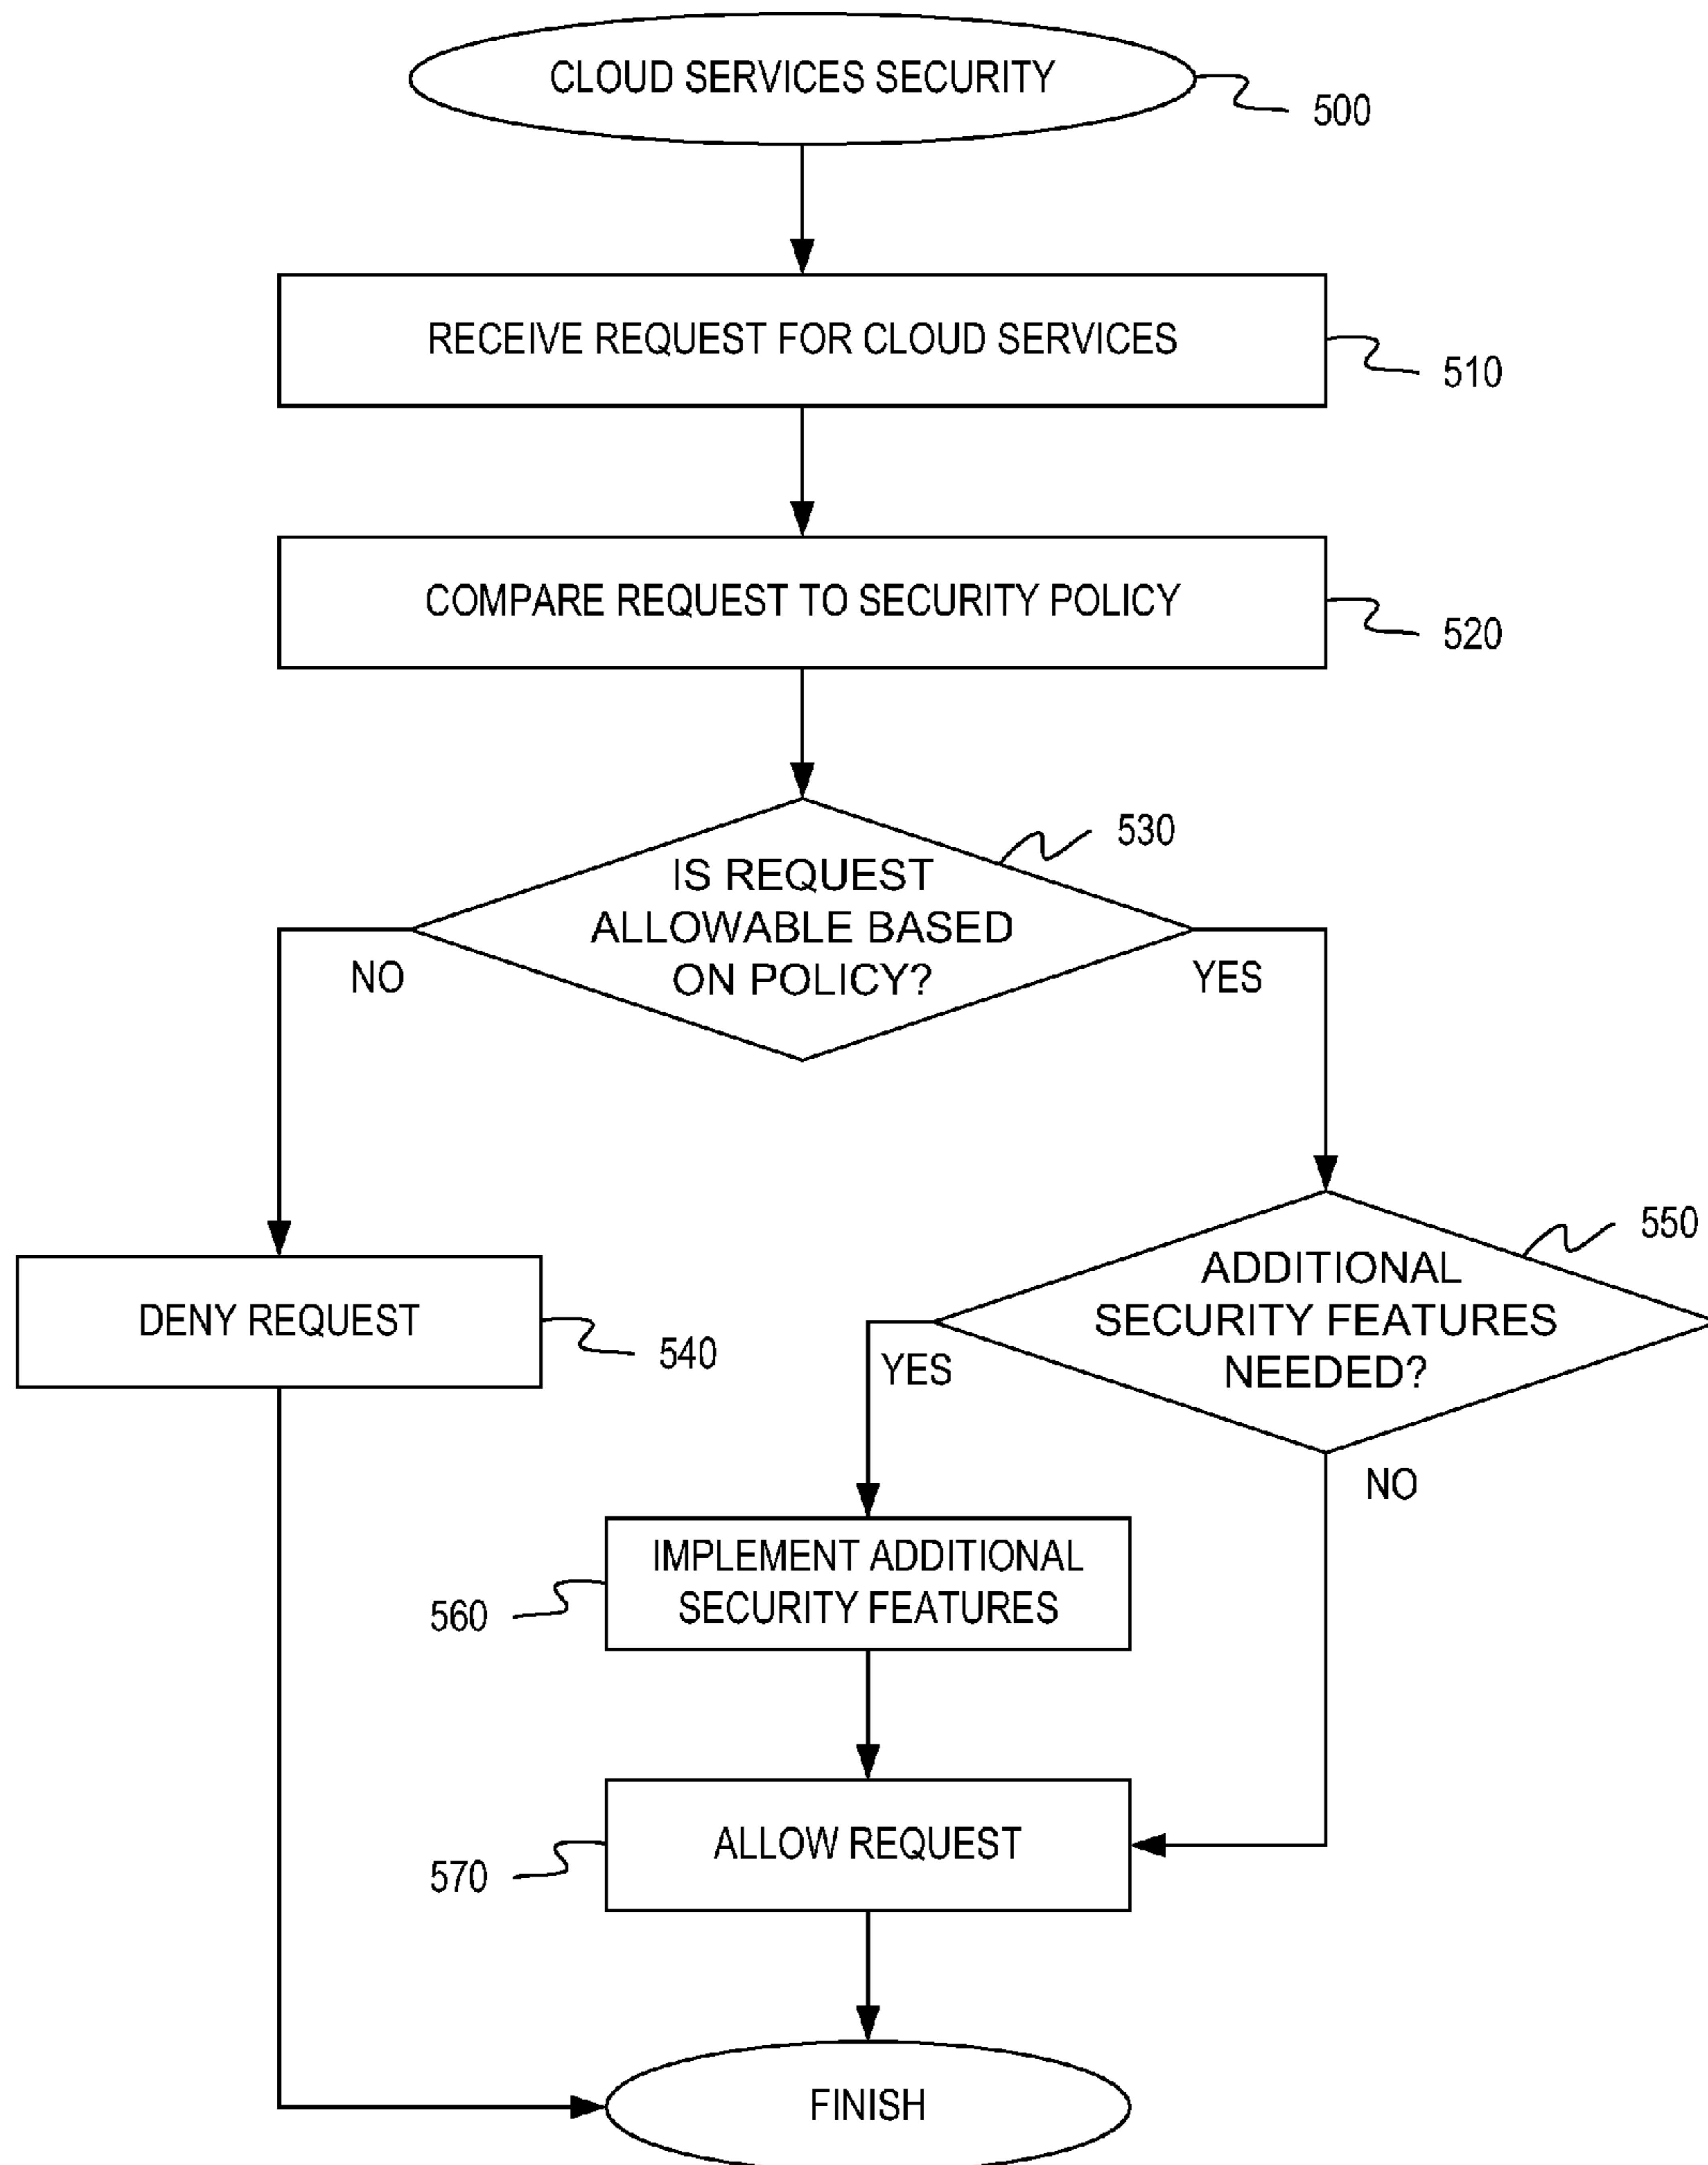 CLOUD SERVICES SECURITY
500
RECEIVE REQUEST FOR CLOUD SERVICES
510
COMPARE REQUEST TO SECURITY POLICY
520
530
IS REQUEST
ALLOWABLE BASED
ON POLICY?
NO
YES
550
ADDITIONAL
SECURITY FEATURES
NEEDED?
DENY REQUEST
540
YES
NO
IMPLEMENT ADDITIONAL
SECURITY FEATURES
560
ALLOW REQUEST
570
FINISH